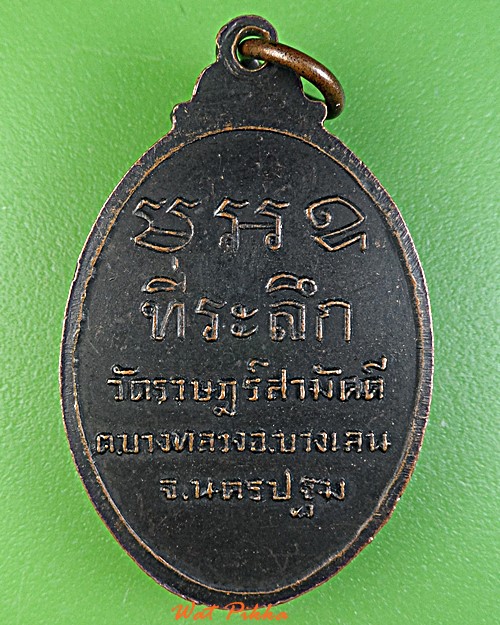 ที่ระลึก
วัดราษฎร์สามัคคี
ต.บางหลวงอ.บางเลน
จ.นครปฐม
Wat Pikha